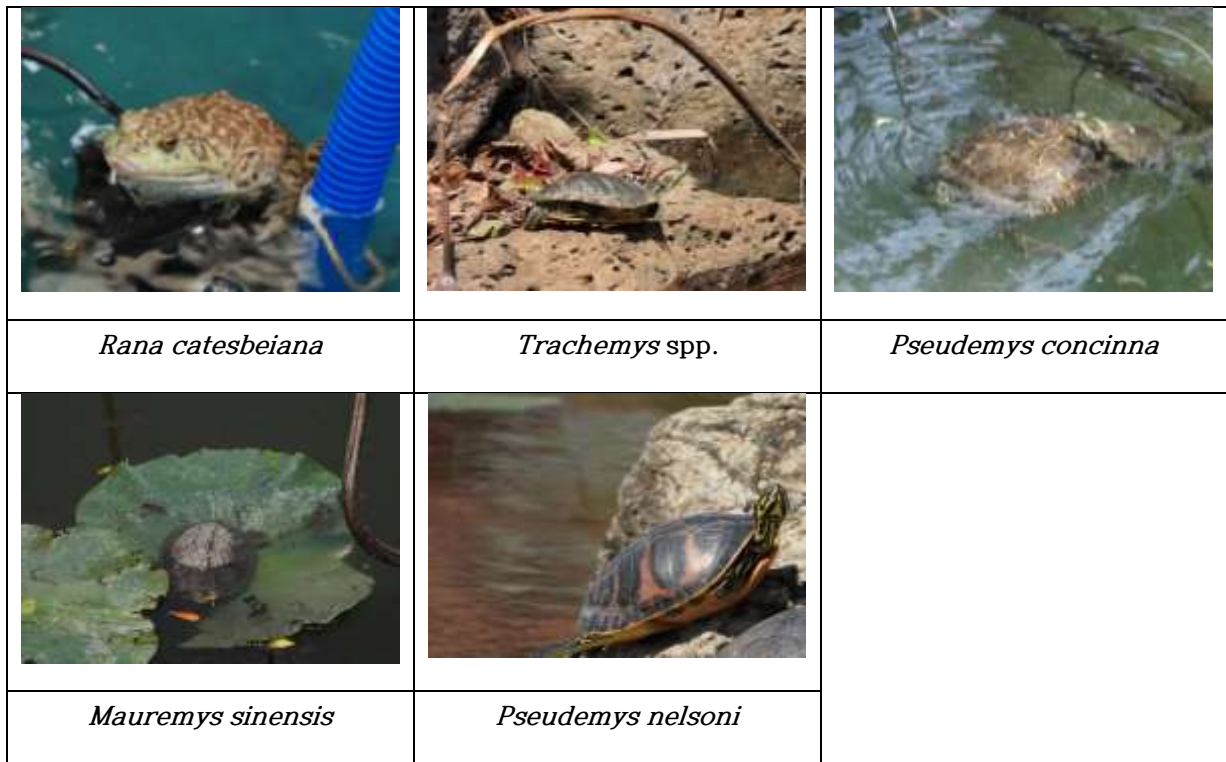 Rana catesbeiana
Trachemys spp.
Pseudemys concinna
Mauremys sinensis
Pseudemys nelsoni